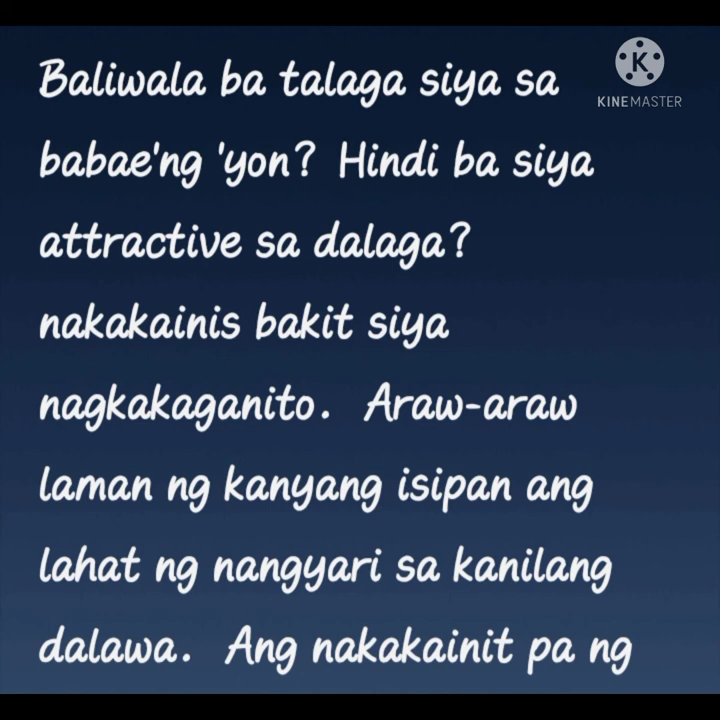 Baliwala ba talaga siya sa
KINEMASTER
babae'ng 'yon? Hindi ba siya
attractive sa dalaga?
nakakainis bakit siya
nagkakaganito. Araw-araw
laman ng kanyang isipan ang
lahat ng nangyari sa kanilang
dalawa. Ang nakakainit pa ng